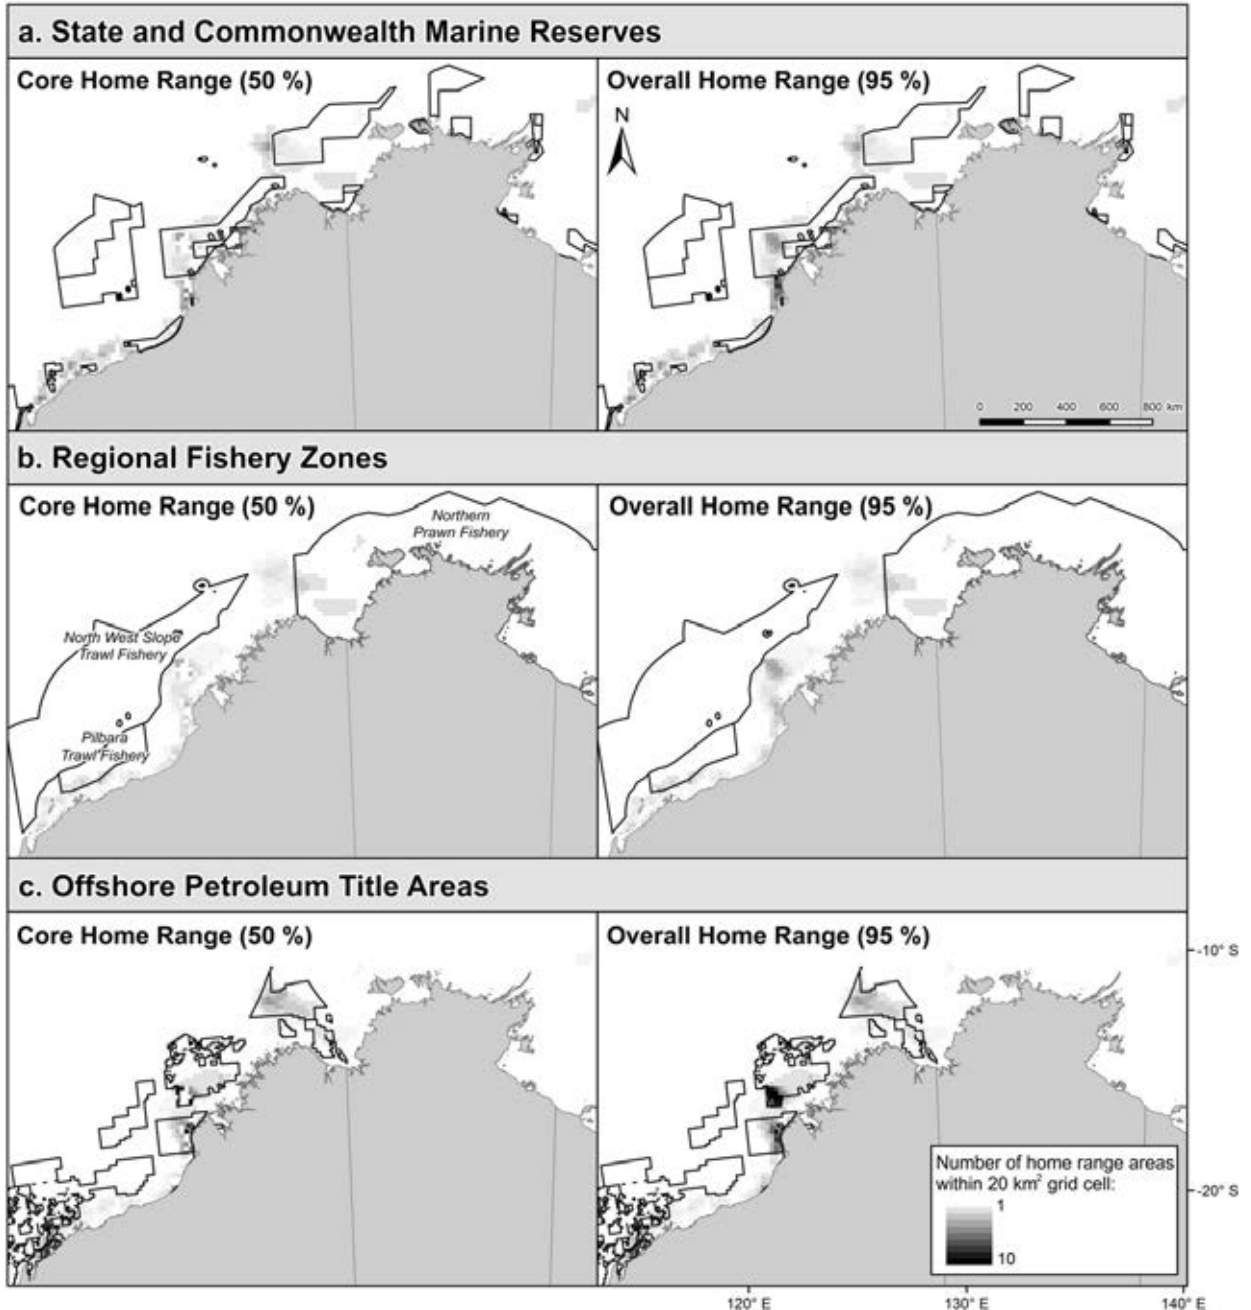 a. State and Commonwealth Marine Reserves
Core Home Range (50 %)
Overall Home Range (95 %)
N
0 200 400 600 800 km
b. Regional Fishery Zones
Core Home Range (50 %)
Northern
Prawn Fishery
North West Slope
Trawl Fishery
Pilbara
Trawl Fishery
Overall Home Range (95 %)
c. Offshore Petroleum Title Areas
Core Home Range (50 %)
Overall Home Range (95 %)
-10° S
Number of home range areas
within 20 km² grid cell:
1
10
-20° S
120° E 130° E 140° E